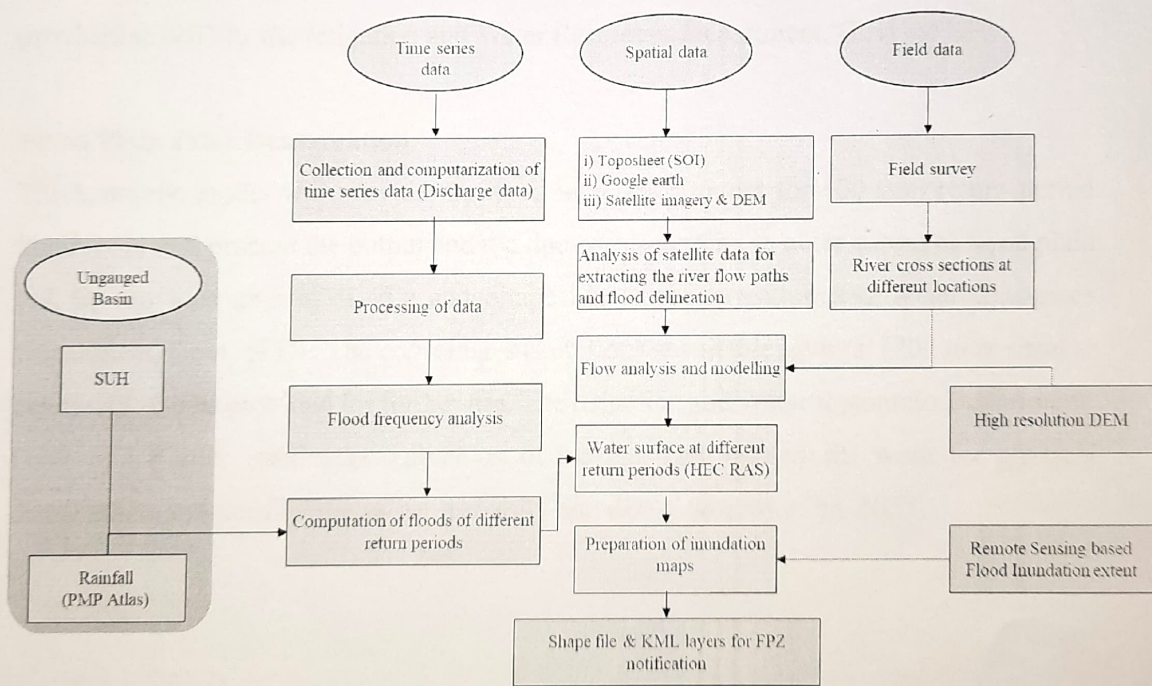 Time series
data
Spatial data
Field data
Collection and computarization of
time series data (Discharge data)
i) Toposheet (SOI)
ii) Google earth
iii) Satellite imagery & DEM
Field survey
Ungauged
Basin
Processing of data
Analysis of satellite data for
extracting the river flow paths
and flood delineation
River cross sections at
different locations
SUH
Flood frequency analysis
Flow analysis and modelling
High resolution DEM
Water surface at different
return periods (HEC RAS)
Computation of floods of different
return periods
Rainfall
(PMP Atlas)
Preparation of inundation
maps
Remote Sensing based
Flood Inundation extent
Shape file & KML layers for FPZ
notification